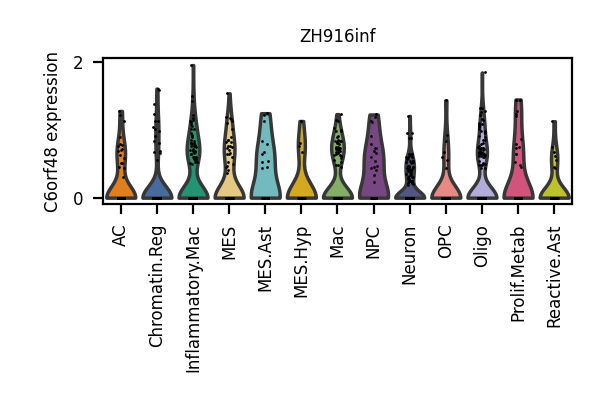 ZH916inf
C6orf48 expression
2
0
AC
Chromatin.Reg
Inflammatory.Mac
MES
MES.Ast
MES.Hyp
Mac
NPC
Neuron
OPC
Oligo
Prolif.Metab
Reactive.Ast